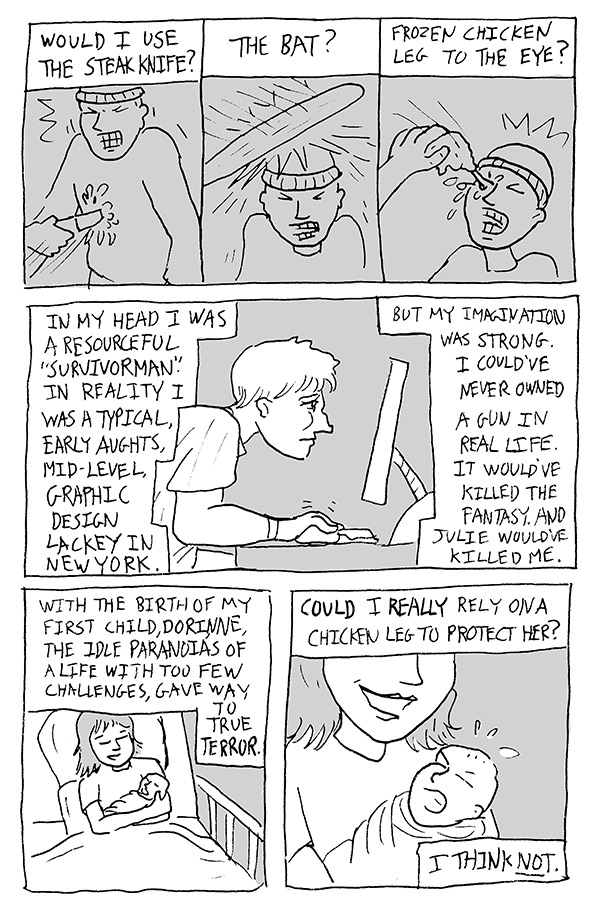 WOULD I USE
THE STEAK KNIFE?
THE BAT?
FROZEN CHICKEN
LEG TO THE EYE?
IN MY HEAD I WAS
A RESOURCEFUL
"SURVIVORMAN".
IN REALITY I
WAS A TYPICAL,
EARLY AUGHTS,
MID-LEVEL,
GRAPHIC
DESIGN
LACKEY IN
NEW YORK.
BUT MY IMAGINATION
WAS STRONG.
I COULD'VE
NEVER OWNED
A GUN IN
REAL LIFE.
IT WOULD'VE
KILLED THE
FANTASY. AND
JULIE WOULD'VE
KILLED ME.
WITH THE BIRTH OF MY
FIRST CHILD, DORINNE,
THE IDLE PARANOIAS OF
A LIFE WITH TOO FEW
CHALLENGES, GAVE WAY
TO
TRUE
TERROR.
COULD I REALLY RELY ON A
CHICKEN LEG TO PROTECT HER?
I THINK NOT.